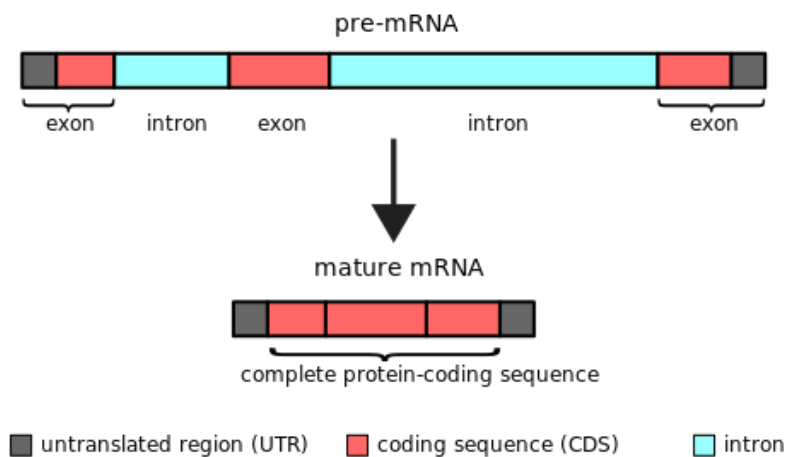 pre-mRNA
exon intron exon intron exon
mature mRNA
complete protein-coding sequence
untranslated region (UTR) coding sequence (CDS) intron